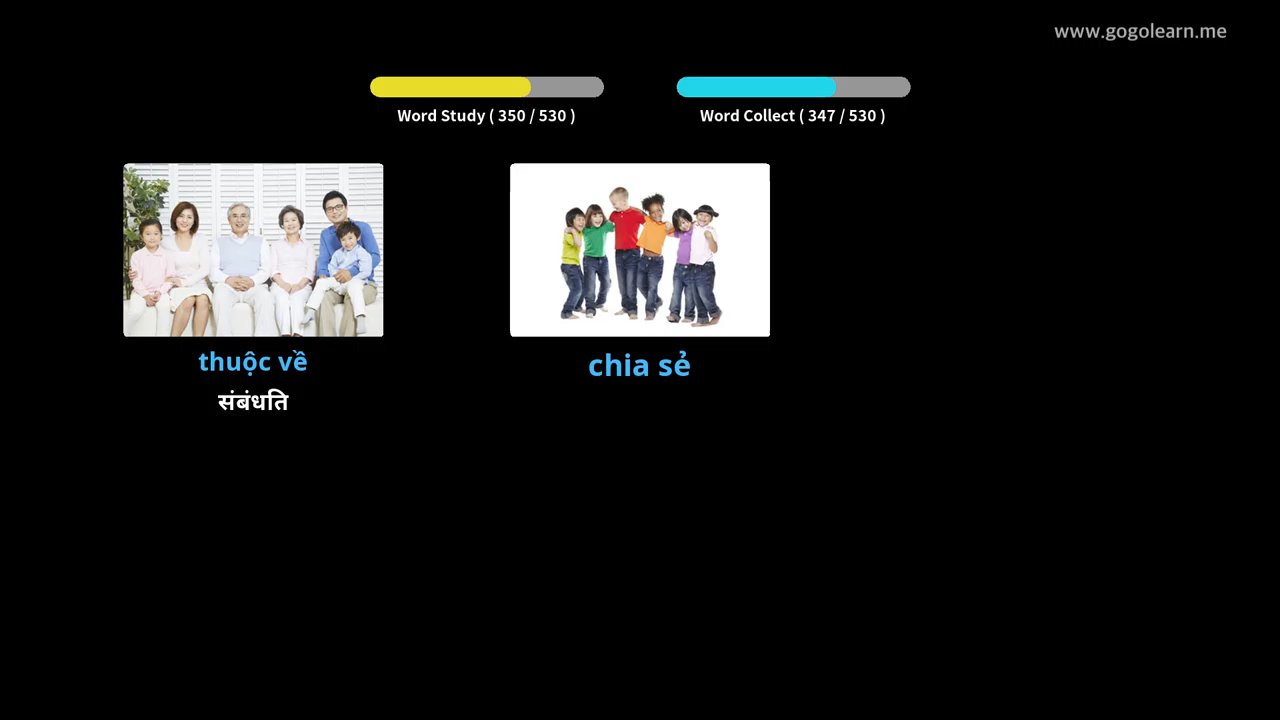 www.gogolearn.me
Word Study ( 350 / 530 )
Word Collect ( 347 / 530 )
thuộc về
संबंधति
chia sẻ